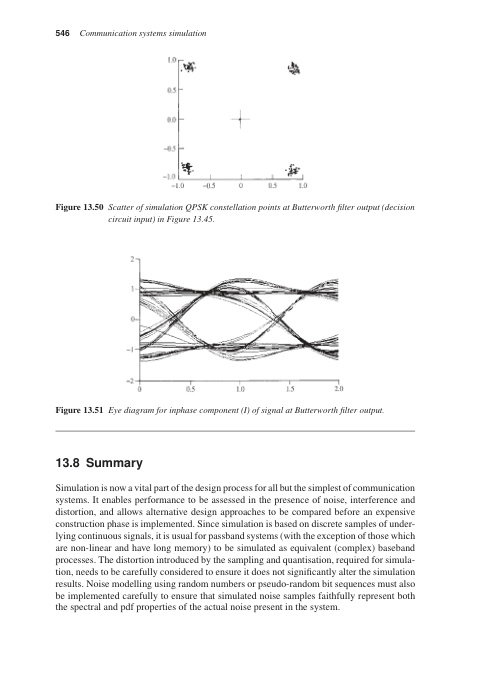 546 Communication systems simulation
1.0
0.5
0.0
-0.5
-1.0
-1.0 -0.5 0 0.5 1.0
Figure 13.50 Scatter of simulation QPSK constellation points at Butterworth filter output (decision
circuit input) in Figure 13.45.
2
1
0
-1
-2
0 0.5 1.0 1.5 2.0
Figure 13.51 Eye diagram for inphase component (I) of signal at Butterworth filter output.
13.8 Summary
Simulation is now a vital part of the design process for all but the simplest of communication
systems. It enables performance to be assessed in the presence of noise, interference and
distortion, and allows alternative design approaches to be compared before an expensive
construction phase is implemented. Since simulation is based on discrete samples of under-
lying continuous signals, it is usual for passband systems (with the exception of those which
are non-linear and have long memory) to be simulated as equivalent (complex) baseband
processes. The distortion introduced by the sampling and quantisation, required for simula-
tion, needs to be carefully considered to ensure it does not significantly alter the simulation
results. Noise modelling using random numbers or pseudo-random bit sequences must also
be implemented carefully to ensure that simulated noise samples faithfully represent both
the spectral and pdf properties of the actual noise present in the system.